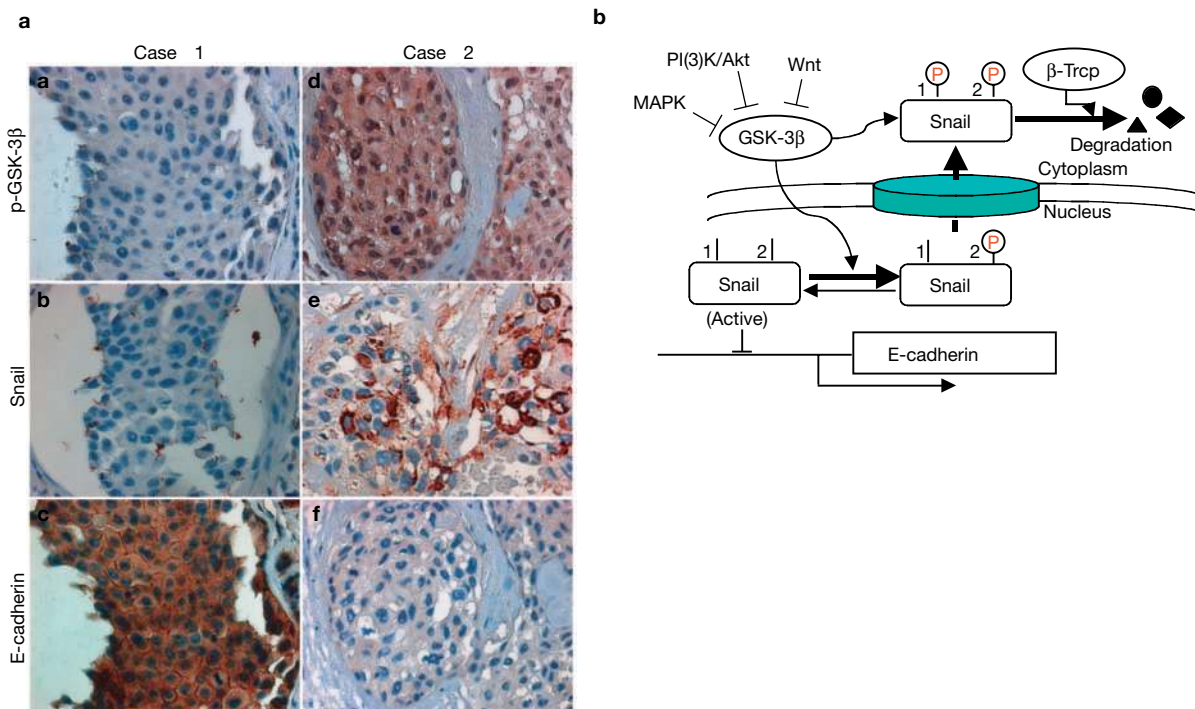 a
Case 1
Case 2
p-GSK-3β
a
d
Snail
b
e
E-cadherin
c
f
b
PI(3)K/Akt
Wnt
MAPK
GSK-3β
1 P
2 P
Snail
β-Trcp
Degradation
Cytoplasm
Nucleus
1
2
Snail
(Active)
1
2 P
Snail
E-cadherin